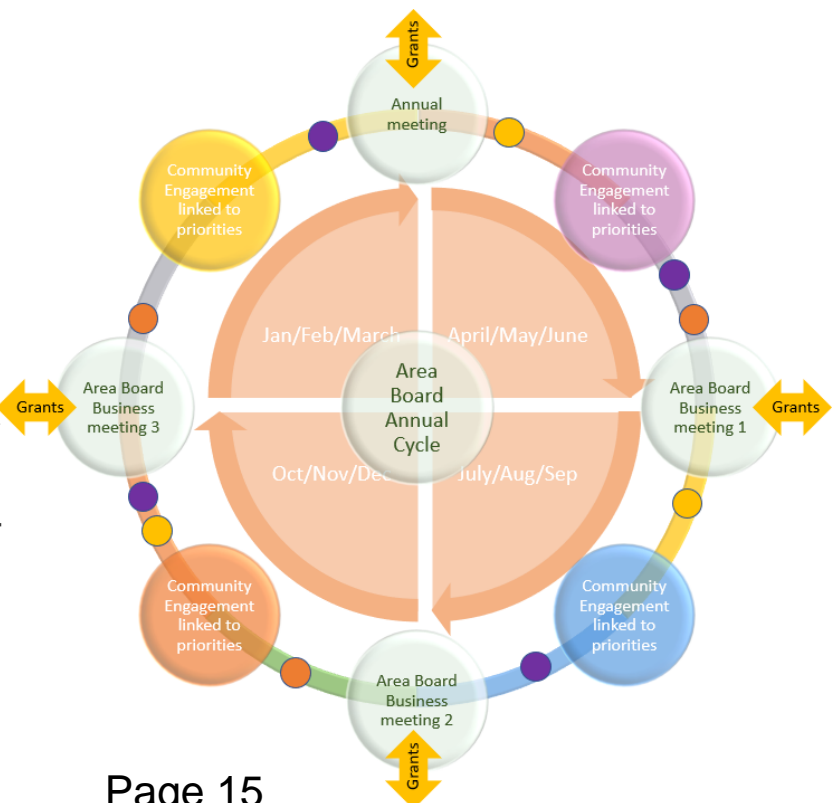 Grants
Annual
meeting
Community
Engagement
linked to
priorities
Community
Engagement
linked to
priorities
Jan/Feb/March
April/May/June
Grants
Area Board
Business
meeting 3
Area
Board
Annual
Cycle
Area Board
Business
meeting 1
Grants
Oct/Nov/Dec
July/Aug/Sep
Community
Engagement
linked to
priorities
Community
Engagement
linked to
priorities
Area Board
Business
meeting 2
Grants
Page 15